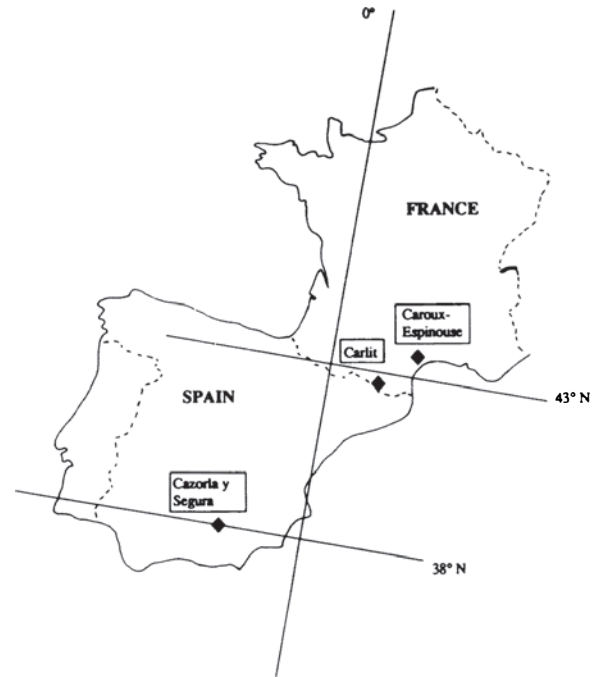 0°
FRANCE
Caroux-
Espinouse
Carlit
43° N
SPAIN
Cazorla y
Segura
38° N